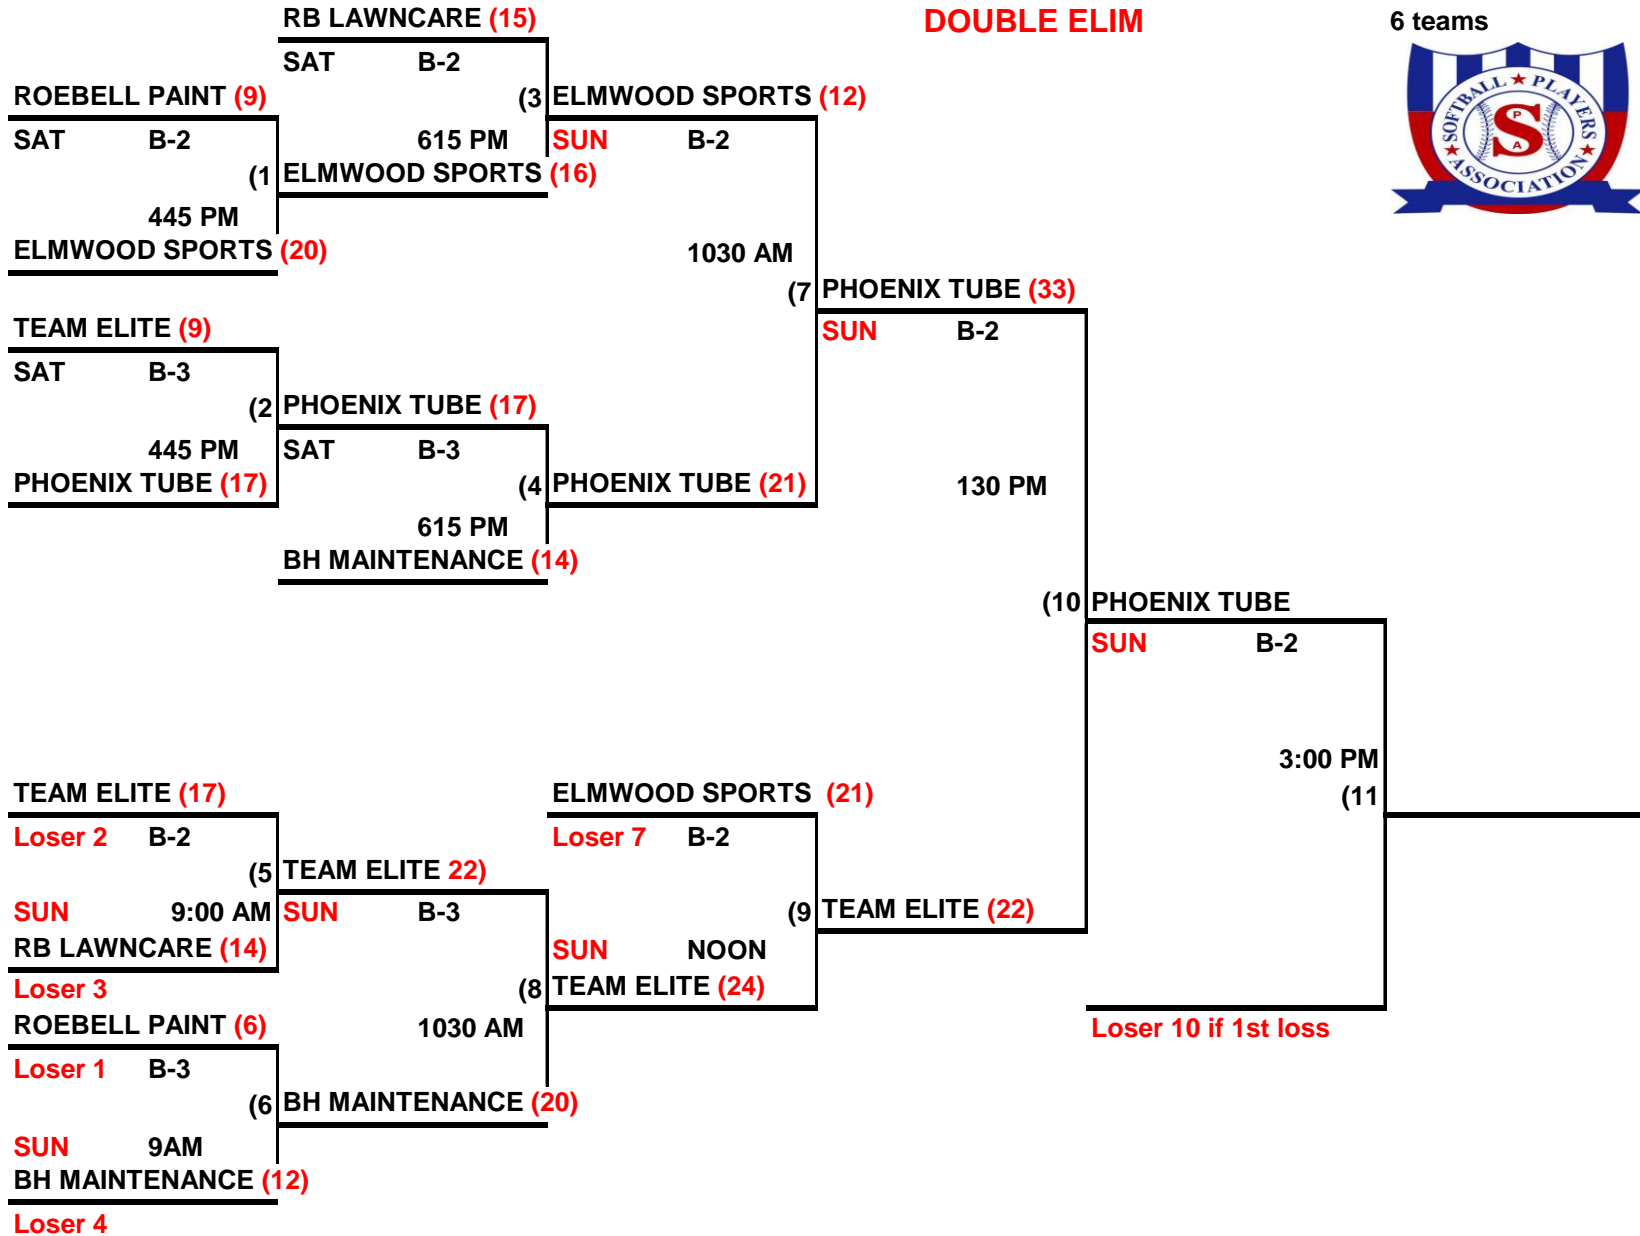 RB LAWNCARE (15)
DOUBLE ELIM
6 teams
SAT B-2
ROEBELL PAINT (9)
(3 ELMWOOD SPORTS (12)
SOFTBALL ★ PLAYERS ★ ASSOCIATION ★
P
S
A
SAT B-2
615 PM
SUN B-2
(1 ELMWOOD SPORTS (16)
445 PM
ELMWOOD SPORTS (20)
1030 AM
(7 PHOENIX TUBE (33)
TEAM ELITE (9)
SUN B-2
SAT B-3
(2 PHOENIX TUBE (17)
445 PM
SAT B-3
PHOENIX TUBE (17)
(4 PHOENIX TUBE (21)
130 PM
615 PM
BH MAINTENANCE (14)
(10 PHOENIX TUBE
SUN B-2
3:00 PM
TEAM ELITE (17)
ELMWOOD SPORTS (21)
(11
Loser 2 B-2
Loser 7 B-2
(5 TEAM ELITE 22)
SUN 9:00 AM
SUN B-3
(9 TEAM ELITE (22)
RB LAWNCARE (14)
SUN NOON
Loser 3
(8 TEAM ELITE (24)
ROEBELL PAINT (6)
1030 AM
Loser 10 if 1st loss
Loser 1 B-3
(6 BH MAINTENANCE (20)
SUN 9AM
BH MAINTENANCE (12)
Loser 4